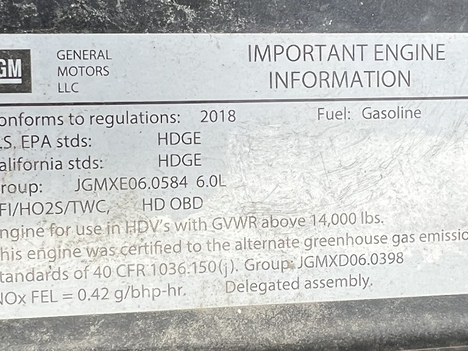 GM
GENERAL
MOTORS
LLC
IMPORTANT ENGINE
INFORMATION
onforms to regulations: 2018 Fuel: Gasoline
.S. EPA stds: HDGE
alifornia stds: HDGE
roup: JGMXE06.0584 6.0L
FI/HO2S/TWC, HD OBD
ngine for use in HDV's with GVWR above 14,000 lbs.
his engine was certified to the alternate greenhouse gas emissio
tandards of 40 CFR 1036.150(j). Group: JGMXD06.0398
NOx FEL = 0.42 g/bhp-hr. Delegated assembly.